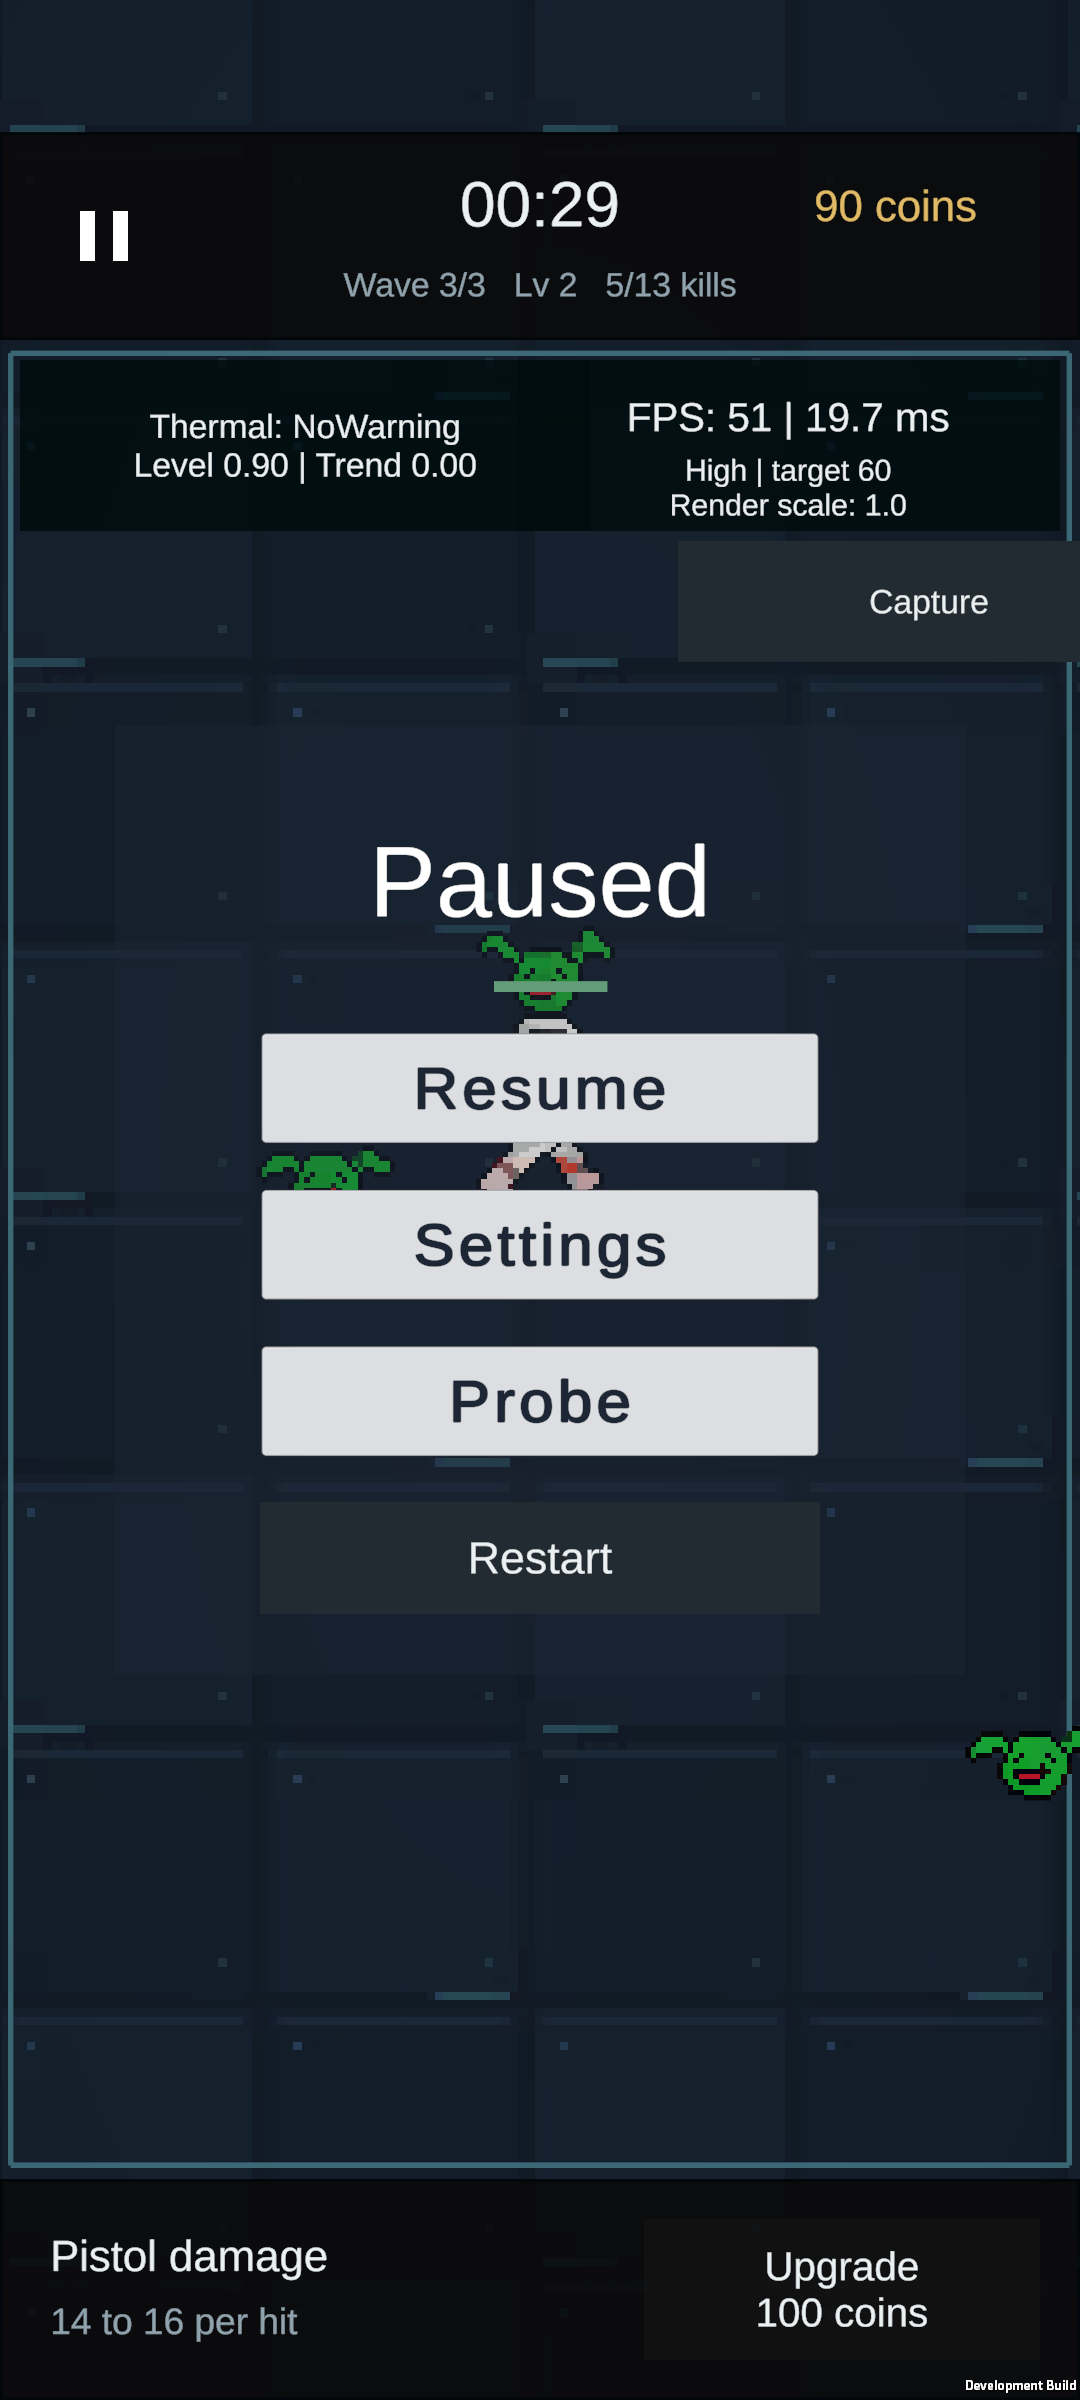 00:29
90 coins
Wave 3/3 Lv 2 5/13 kills
Thermal: NoWarning
Level 0.90 | Trend 0.00
FPS: 51 | 19.7 ms
High | target 60
Render scale: 1.0
Capture
Paused
Resume
Settings
Probe
Restart
Pistol damage
14 to 16 per hit
Upgrade
100 coins
Development Build